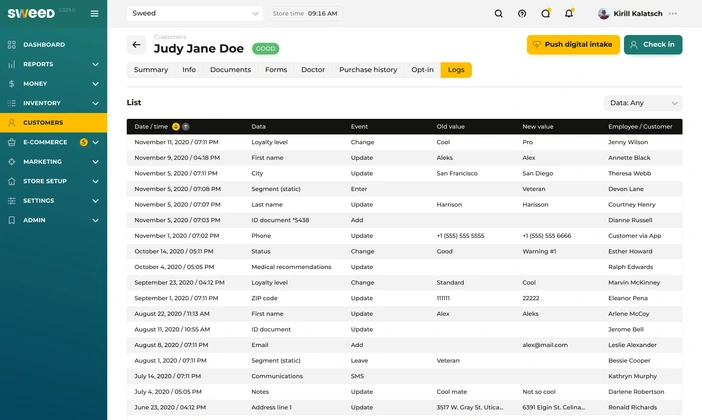 SWEED
Sweed
Store time 09:16 AM
Kirill Kalatsch
DASHBOARD
REPORTS
MONEY
INVENTORY
CUSTOMERS
E-COMMERCE 5
MARKETING
STORE SETUP
SETTINGS
ADMIN
Customers
Judy Jane Doe GOOD
Push digital intake
Check in
Summary Info Documents Forms Doctor Purchase history Opt-in Logs
List
Data: Any
Date / time Data Event Old value New value Employee / Customer
November 11, 2020 / 07:11 PM Loyalty level Change Cool Pro Jenny Wilson
November 9, 2020 / 04:18 PM First name Update Aleks Alex Annette Black
November 5, 2020 / 07:11 PM City Update San Francisco San Diego Theresa Webb
November 5, 2020 / 07:08 PM Segment (static) Enter Veteran Devon Lane
November 5, 2020 / 07:07 PM Last name Update Harrison Harisson Courtney Henry
November 5, 2020 / 07:03 PM ID document *5438 Add Dianne Russell
November 1, 2020 / 07:02 PM Phone Update +1 (555) 555 5555 +1 (555) 555 6666 Customer via App
October 14, 2020 / 05:11 PM Status Change Good Warning #1 Esther Howard
October 4, 2020 / 05:05 PM Medical recommendations Update Ralph Edwards
September 23, 2020 / 04:12 PM Loyalty level Change Standard Cool Marvin McKinney
September 1, 2020 / 07:11 PM ZIP code Update 111111 22222 Eleanor Pena
August 22, 2020 / 11:13 AM First name Update Alex Aleks Arlene McCoy
August 11, 2020 / 10:55 AM ID document Update Jerome Bell
August 8, 2020 / 07:11 PM Email Add alex@mail.com Leslie Alexander
August 1, 2020 / 07:11 PM Segment (static) Leave Veteran Bessie Cooper
July 14, 2020 / 07:11 PM Communications SMS Kathryn Murphy
July 4, 2020 / 05:05 PM Notes Update Cool mate Not so cool Darlene Robertson
June 23, 2020 / 04:12 PM Address line 1 Update 3517 W. Gray St. Utica... 6391 Elgin St. Celina... Ronald Richards